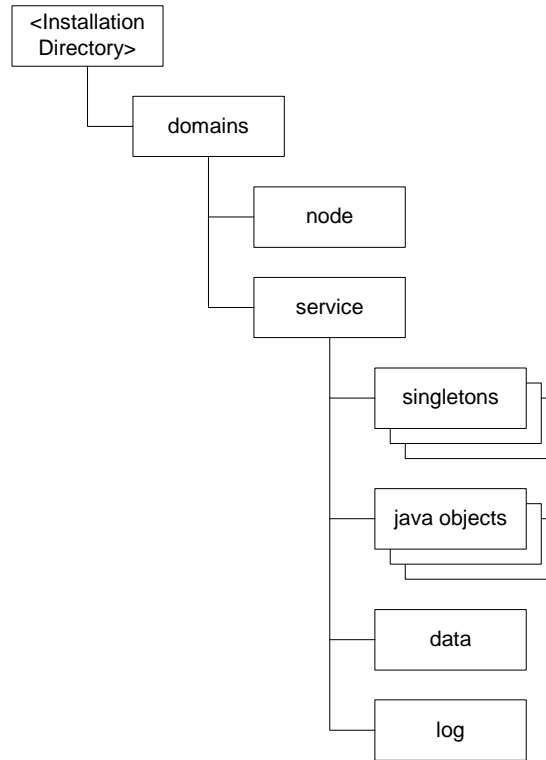 <Installation
Directory>
domains
node
service
singletons
java objects
data
log